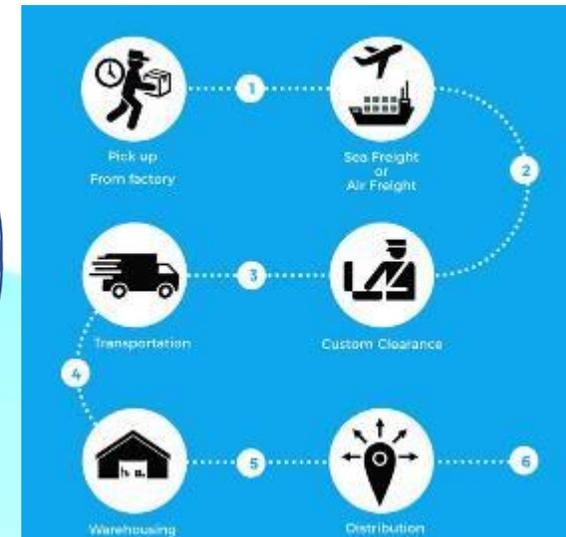 1
Pick up
From factory
Sea Freight
or
Air Freight
2
3
Transportation
Custom Clearance
4
5
6
Warehousing
Distribution